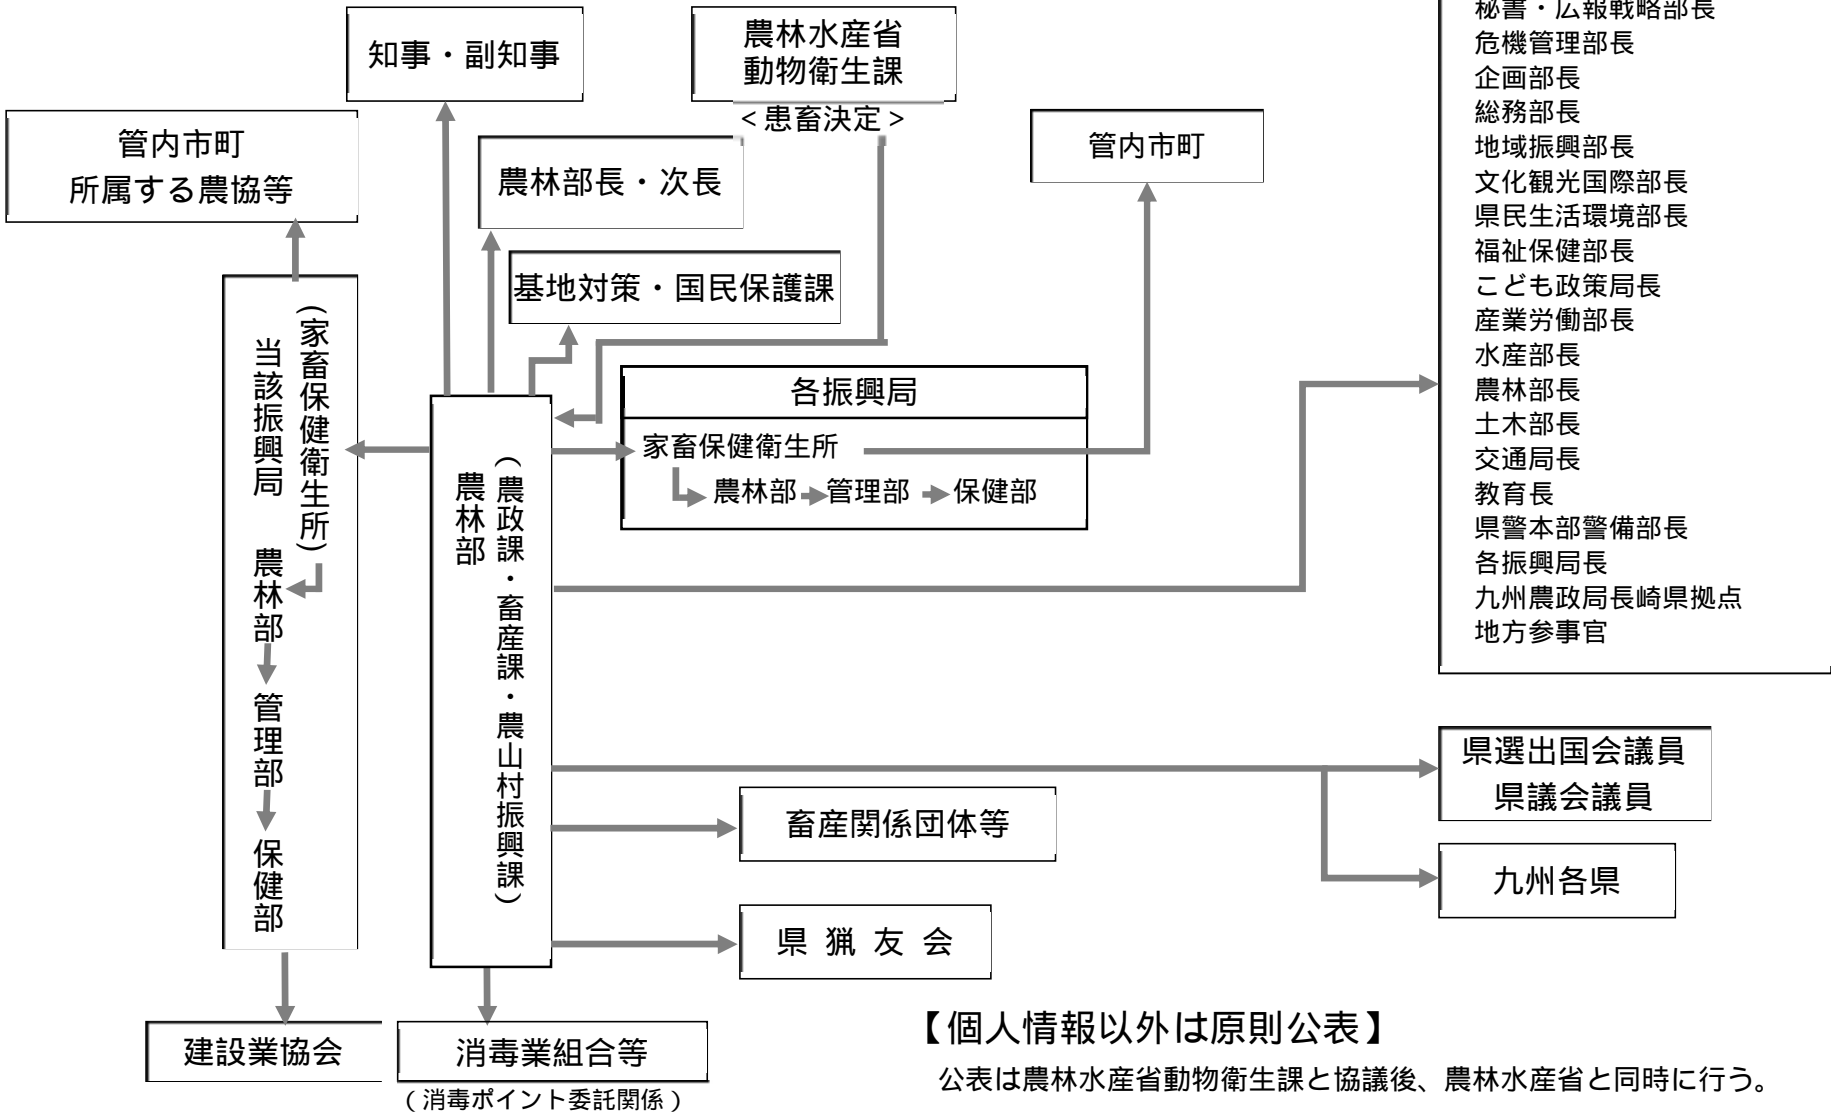 知事・副知事
農林水産省
動物衛生課
<患畜決定>
管内市町
所属する農協等
農林部長・次長
管内市町
基地対策・国民保護課
秘書・広報戦略部長
危機管理部長
企画部長
総務部長
地域振興部長
文化観光国際部長
県民生活環境部長
福祉保健部長
こども政策局長
産業労働部長
水産部長
農林部長
土木部長
交通局長
教育長
県警本部警備部長
各振興局長
九州農政局長崎県拠点
地方参事官
(家畜保健衛生所)
当該振興局 農林部
管理部
保健部
(農政課・畜産課・農山村振興課)
農林部
各振興局
家畜保健衛生所
農林部 管理部 保健部
県選出国会議員
県議会議員
畜産関係団体等
九州各県
県猟友会
建設業協会
消毒業組合等
(消毒ポイント委託関係)
【個人情報以外は原則公表】
公表は農林水産省動物衛生課と協議後、農林水産省と同時に行う。